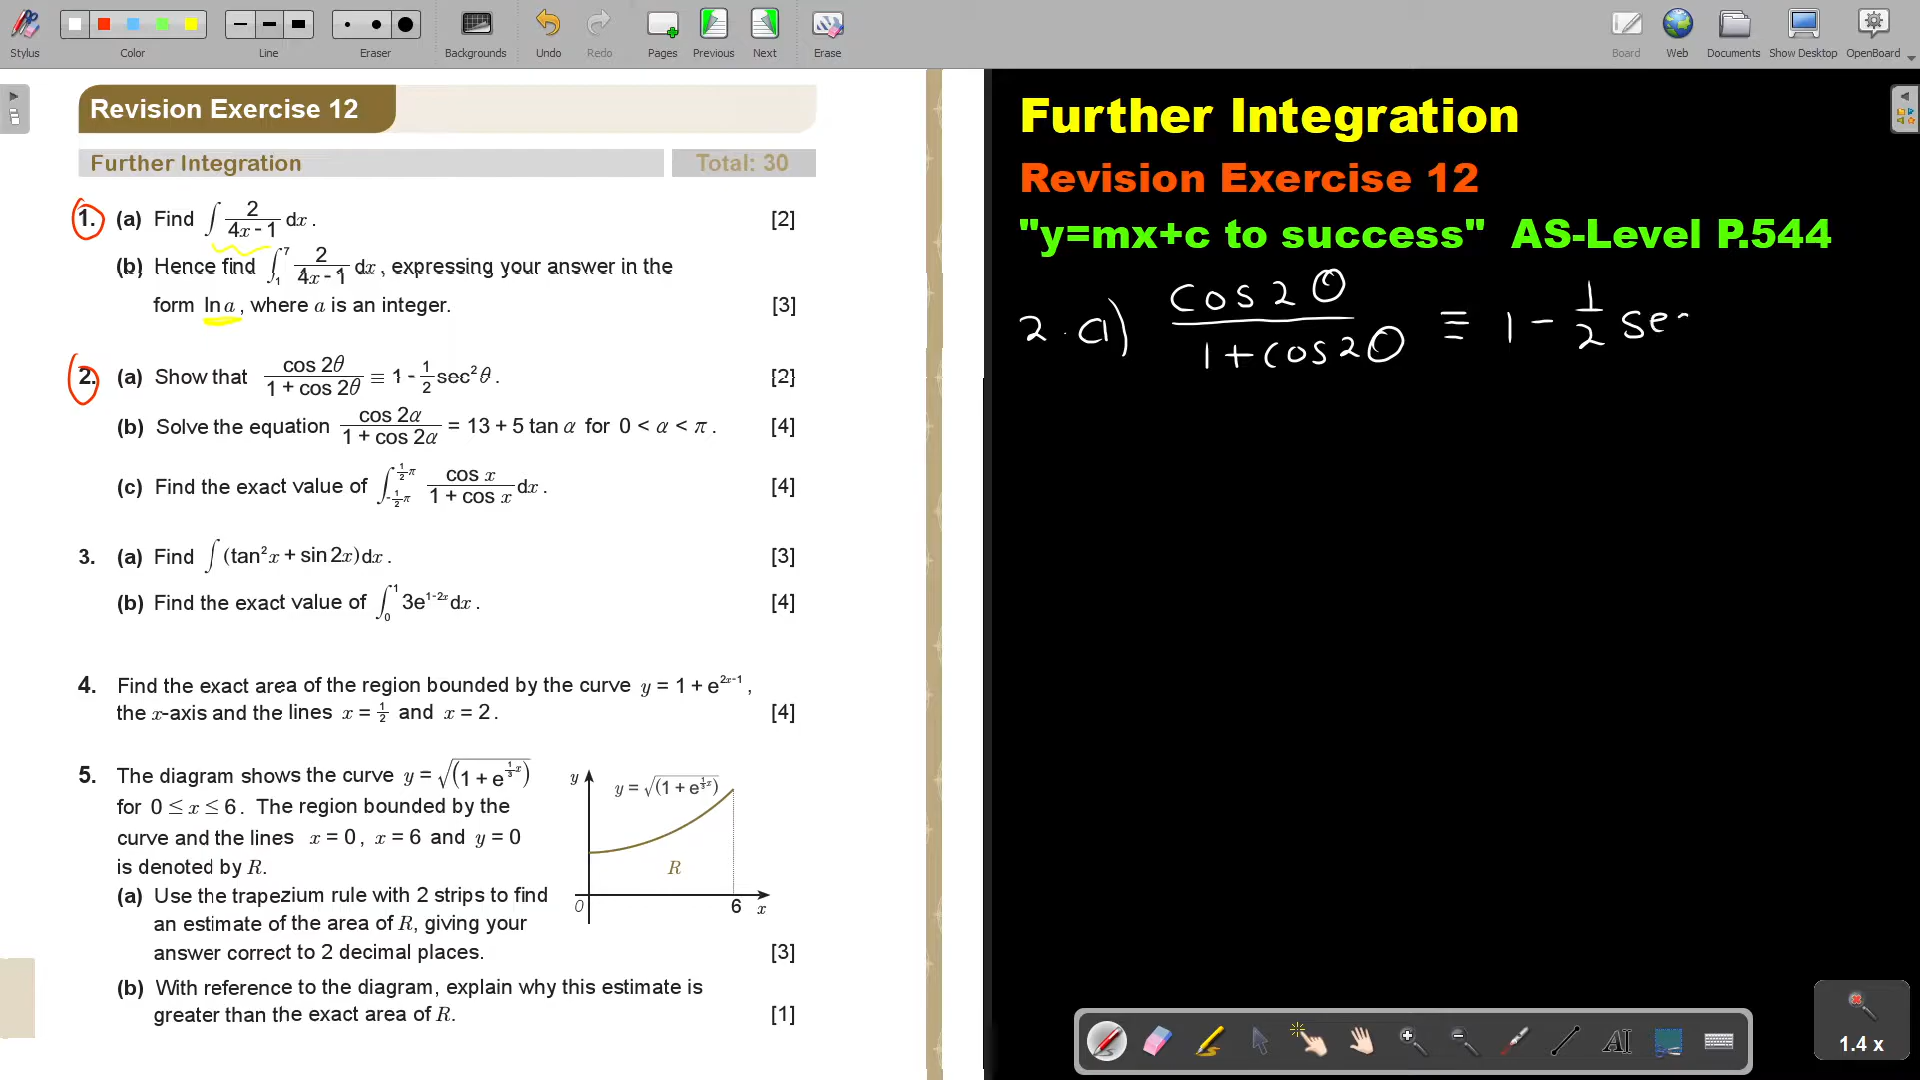 Stylus Color Line Eraser Backgrounds Undo Redo Pages Previous Next Erase Board Web Documents Show Desktop OpenBoard
Revision Exercise 12
Further Integration Total: 30
1. (a) Find ∫ 2/(4x - 1) dx. [2]
(b) Hence find ∫₁⁷ 2/(4x - 1) dx, expressing your answer in the
form ln a, where a is an integer. [3]
2. (a) Show that cos 2θ/(1 + cos 2θ) ≡ 1 - ½sec²θ. [2]
(b) Solve the equation cos 2α/(1 + cos 2α) = 13 + 5 tan α for 0 < α < π. [4]
(c) Find the exact value of ∫_{-½π}^{½π} cos x/(1 + cos x) dx. [4]
3. (a) Find ∫(tan²x + sin 2x)dx. [3]
(b) Find the exact value of ∫₀¹ 3e^{1-2x}dx. [4]
4. Find the exact area of the region bounded by the curve y = 1 + e^{2x-1},
the x-axis and the lines x = ½ and x = 2. [4]
5. The diagram shows the curve y = √(1 + e^{⅓x})
for 0 ≤ x ≤ 6. The region bounded by the
curve and the lines x = 0, x = 6 and y = 0
is denoted by R.
(a) Use the trapezium rule with 2 strips to find
an estimate of the area of R, giving your
answer correct to 2 decimal places. [3]
(b) With reference to the diagram, explain why this estimate is
greater than the exact area of R. [1]
y
y = √(1 + e^{⅓x})
R
O 6 x
Further Integration
Revision Exercise 12
"y=mx+c to success" AS-Level P.544
2. a) cos 2θ/(1 + cos 2θ) ≡ 1 - ½ se
AI
1.4 x